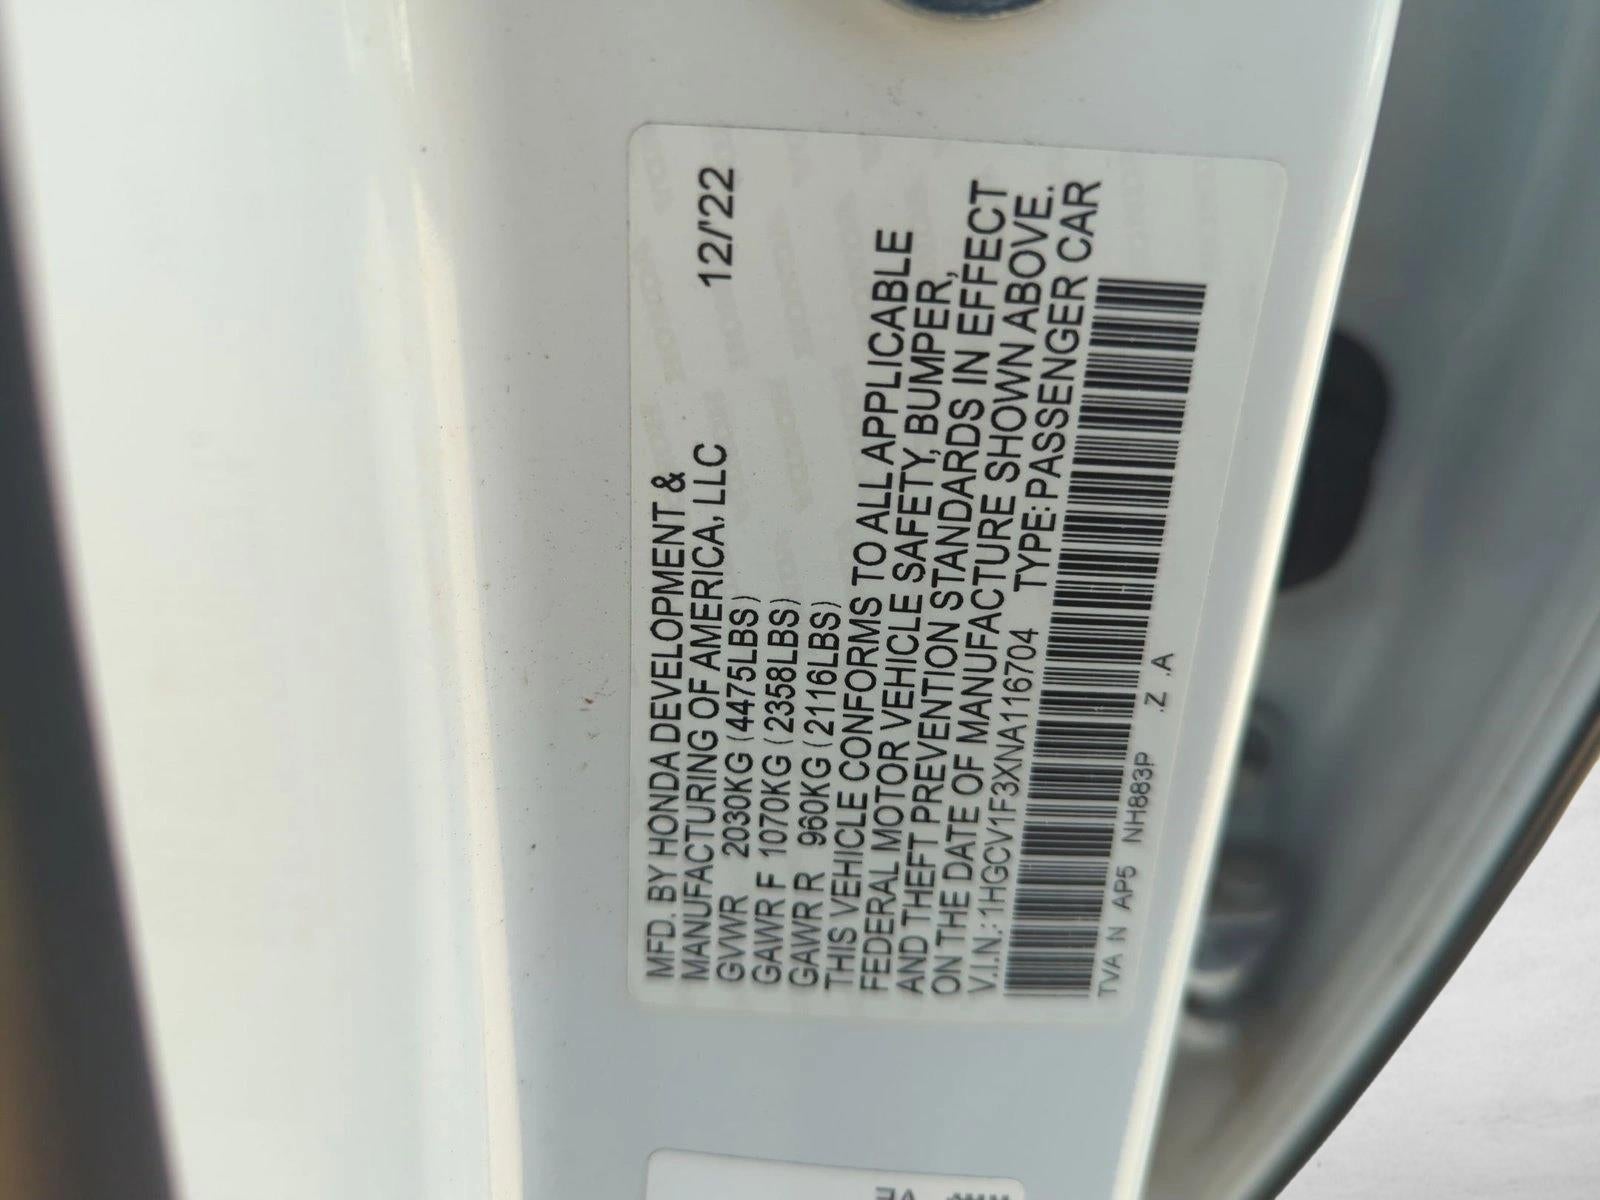 MFD. BY HONDA DEVELOPMENT &
MANUFACTURING OF AMERICA, LLC 12/'22
GVWR 2030KG (4475LBS)
GAWR F 1070KG (2358LBS)
GAWR R 960KG (2116LBS)
THIS VEHICLE CONFORMS TO ALL APPLICABLE
FEDERAL MOTOR VEHICLE SAFETY, BUMPER,
AND THEFT PREVENTION STANDARDS IN EFFECT
ON THE DATE OF MANUFACTURE SHOWN ABOVE..
V.I.N.: 1HGCV1F3XNA116704 TYPE: PASSENGER CAR
TVA N AP5 NH883P .Z .A